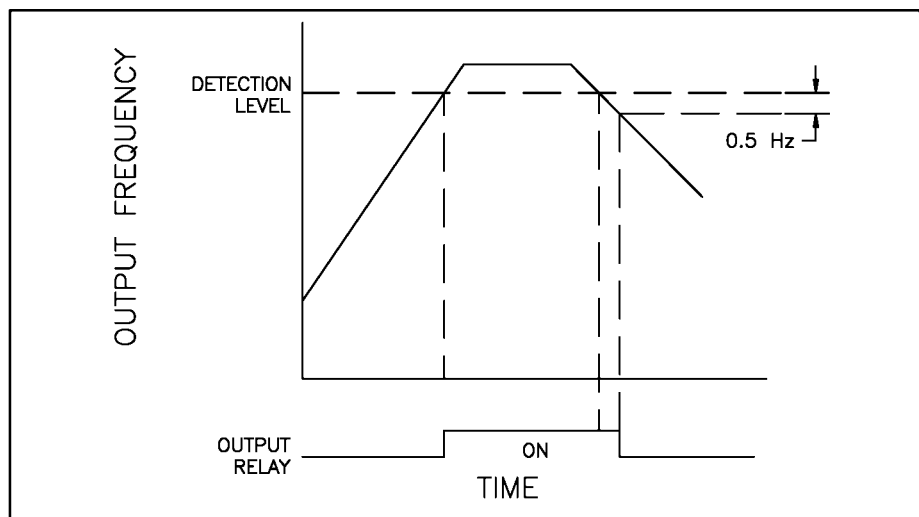 OUTPUT FREQUENCY
DETECTION
LEVEL
0.5 Hz
OUTPUT
RELAY
ON
TIME